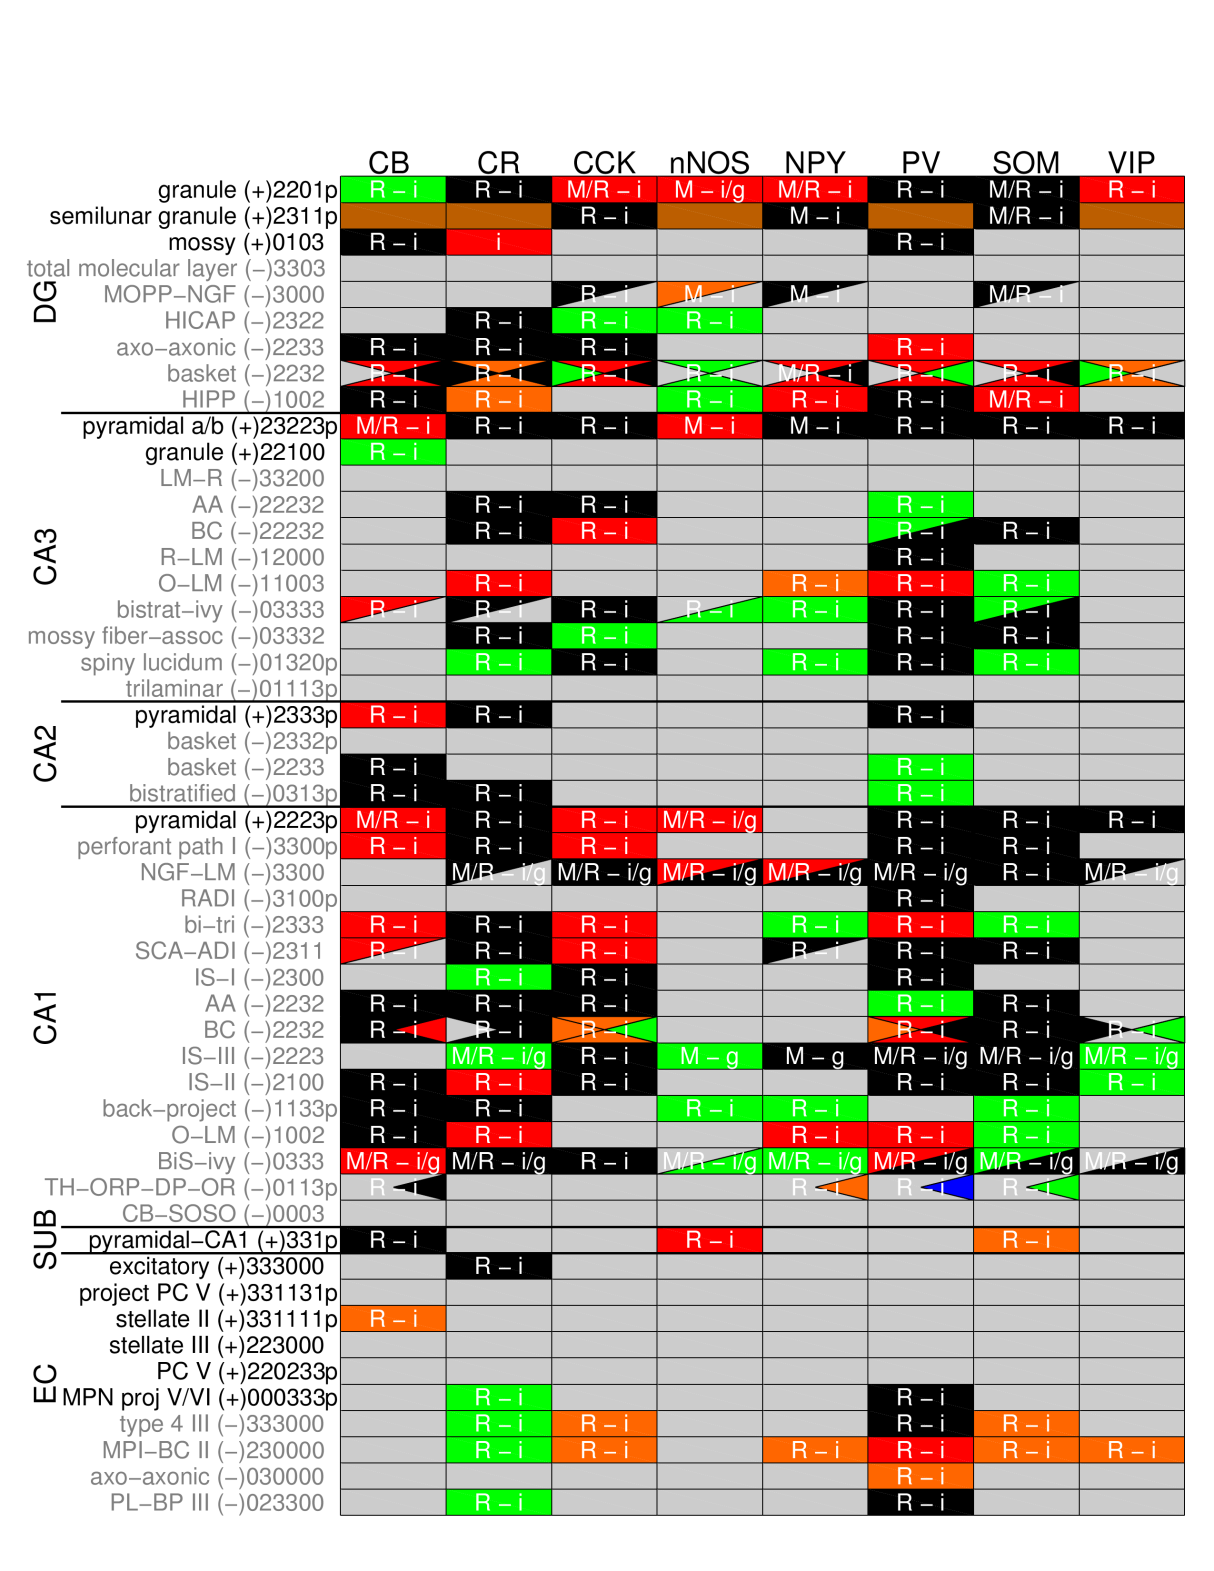 CB CR CCK nNOS NPY PV SOM VIP
DG
granule (+)2201p R – i R – i M/R – i M – i/g M/R – i R – i M/R – i R – i
semilunar granule (+)2311p R – i M – i M/R – i
mossy (+)0103 R – i i R – i
total molecular layer (−)3303
MOPP−NGF (−)3000 R – i M – i M – i M/R – i
HICAP (−)2322 R – i R – i R – i
axo−axonic (−)2233 R – i R – i R – i R – i
basket (−)2232 R – i R – i R – i R – i M/R – i R – i R – i R – i
HIPP (−)1002 R – i R – i R – i R – i R – i M/R – i
CA3
pyramidal a/b (+)23223p M/R – i R – i R – i M – i M – i R – i R – i R – i
granule (+)22100 R – i
LM−R (−)33200
AA (−)22232 R – i R – i R – i
BC (−)22232 R – i R – i R – i R – i
R−LM (−)12000 R – i
O−LM (−)11003 R – i R – i R – i R – i
bistrat−ivy (−)03333 R – i R – i R – i R – i R – i R – i R – i
mossy fiber−assoc (−)03332 R – i R – i R – i R – i
spiny lucidum (−)01320p R – i R – i R – i R – i R – i
trilaminar (−)01113p
CA2
pyramidal (+)2333p R – i R – i R – i
basket (−)2332p
basket (−)2233 R – i R – i
bistratified (−)0313p R – i R – i R – i
CA1
pyramidal (+)2223p M/R – i R – i R – i M/R – i/g R – i R – i R – i
perforant path I (−)3300p R – i R – i R – i R – i R – i
NGF−LM (−)3300 M/R – i/g M/R – i/g M/R – i/g M/R – i/g M/R – i/g R – i M/R – i/g
RADI (−)3100p R – i
bi−tri (−)2333 R – i R – i R – i R – i R – i R – i
SCA−ADI (−)2311 R – i R – i R – i R – i R – i R – i
IS−I (−)2300 R – i R – i R – i
AA (−)2232 R – i R – i R – i R – i R – i
BC (−)2232 R – i R – i R – i R – i R – i R – i
IS−III (−)2223 M/R – i/g R – i M – g M – g M/R – i/g M/R – i/g M/R – i/g
IS−II (−)2100 R – i R – i R – i R – i R – i R – i
back−project (−)1133p R – i R – i R – i R – i R – i
O−LM (−)1002 R – i R – i R – i R – i R – i
BiS−ivy (−)0333 M/R – i/g M/R – i/g R – i M/R – i/g M/R – i/g M/R – i/g M/R – i/g M/R – i/g
TH−ORP−DP−OR (−)0113p R – i R – i R – i R – i
CB−SOSO (−)0003
SUB
pyramidal−CA1 (+)331p R – i R – i R – i
EC
excitatory (+)333000 R – i
project PC V (+)331131p
stellate II (+)331111p R – i
stellate III (+)223000
PC V (+)220233p
MPN proj V/VI (+)000333p R – i R – i
type 4 III (−)333000 R – i R – i R – i R – i
MPI−BC II (−)230000 R – i R – i R – i R – i R – i R – i
axo−axonic (−)030000 R – i
PL−BP III (−)023300 R – i R – i